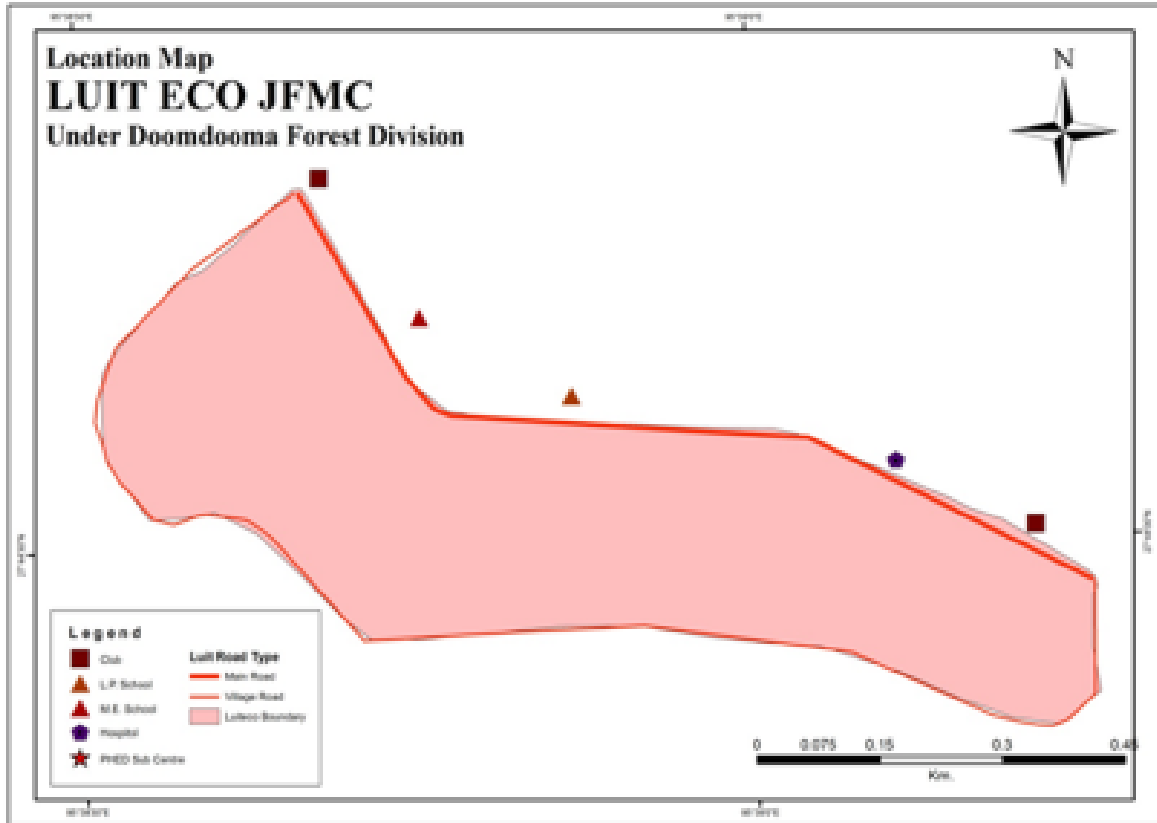 Location Map
LUIT ECO JFMC
Under Doomdooma Forest Division
N
Legend
Club
L.P. School
M.E. School
Hospital
PHED Sub Centre
Luit Road Type
Main Road
Village Road
Luiteco Boundary
0 0.075 0.15 0.3 0.45
Km.